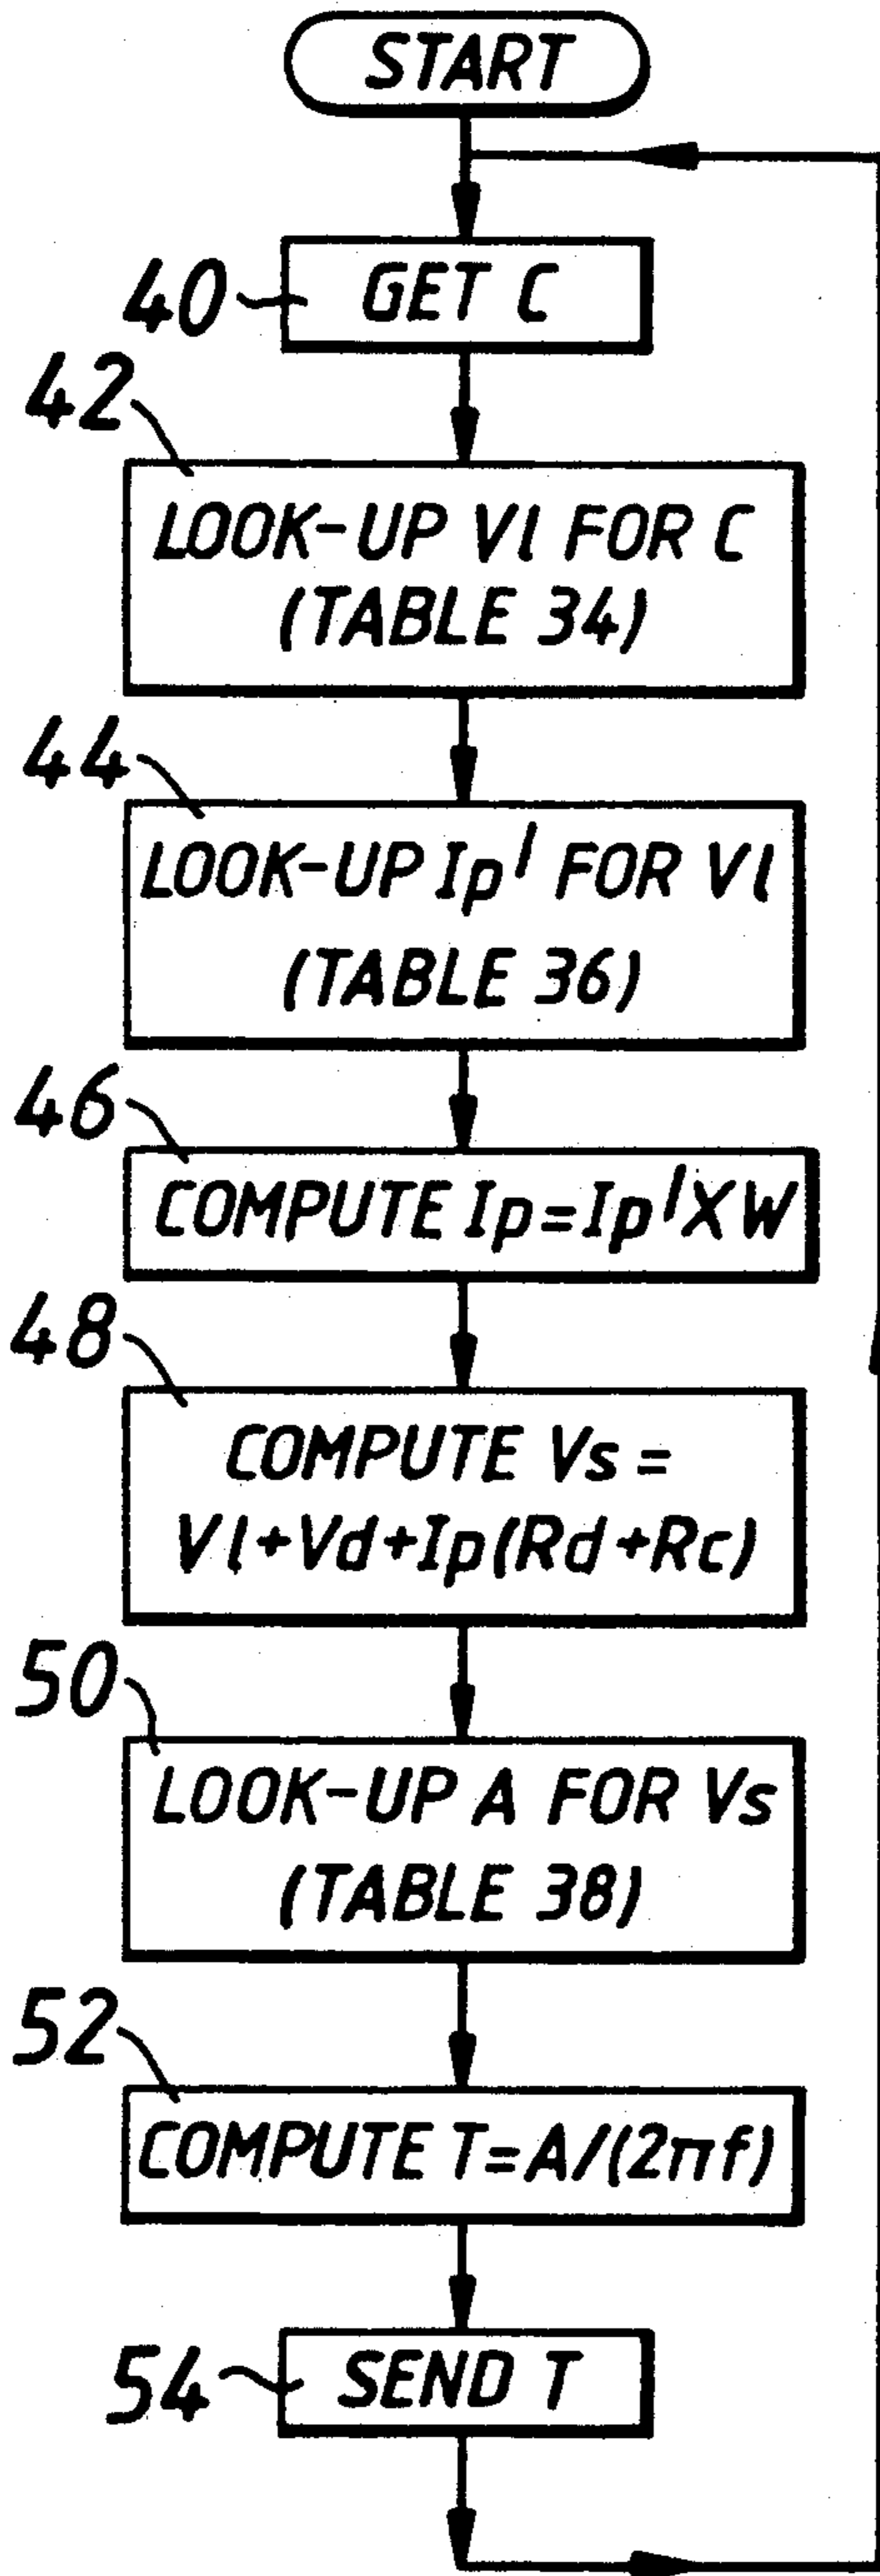 START
40
GET C
42
LOOK-UP Vl FOR C
(TABLE 34)
44
LOOK-UP Ip' FOR Vl
(TABLE 36)
46
COMPUTE Ip=Ip'XW
48
COMPUTE Vs =
Vl+Vd+Ip(Rd+Rc)
50
LOOK-UP A FOR Vs
(TABLE 38)
52
COMPUTE T=A/(2πf)
54
SEND T